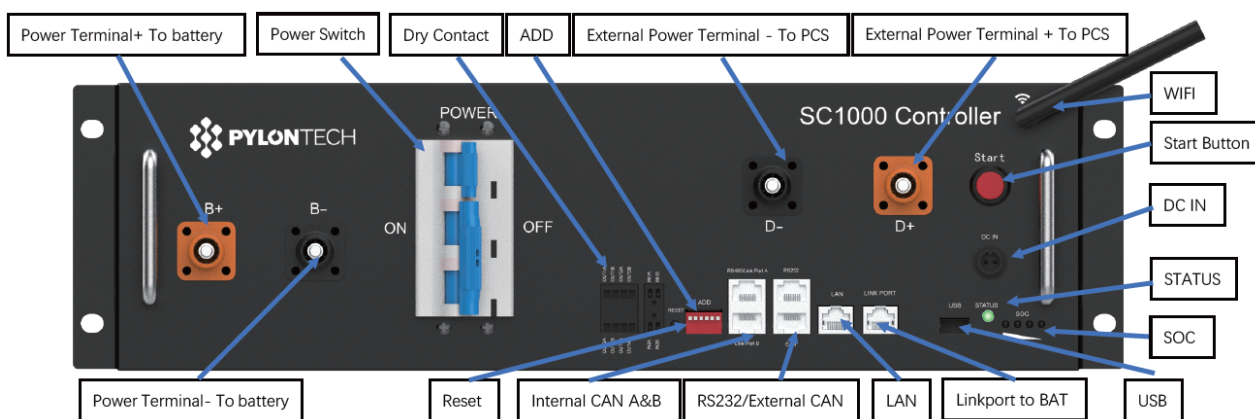 Power Terminal+ To battery
Power Switch
Dry Contact
ADD
External Power Terminal - To PCS
External Power Terminal + To PCS
WIFI
POWER
SC1000 Controller
PYLONTECH
Start Button
Start
B+
B-
ON
OFF
D-
D+
DC IN
DC IN
RS485/Link Port A
RS232
ADD
RESET
LAN
LINK PORT
USB
STATUS
SOC
STATUS
SOC
Link Port B
Power Terminal- To battery
Reset
Internal CAN A&B
RS232/External CAN
LAN
Linkport to BAT
USB